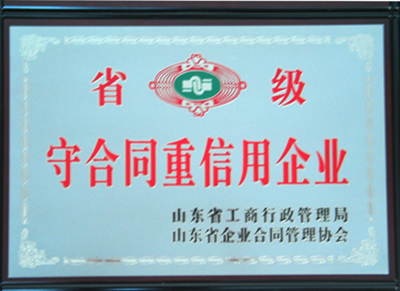 省级
守合同重信用企业
山东省工商行政管理局
山东省企业合同管理协会